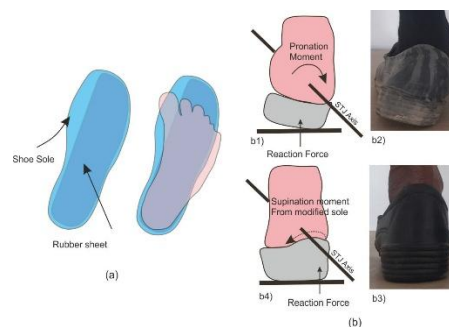 Shoe Sole
Rubber sheet
(a)
Pronation
Moment
STJ Axis
Reaction Force
b1)
b2)
Supination moment
From modified sole
STJ Axis
Reaction Force
b4)
b3)
(b)